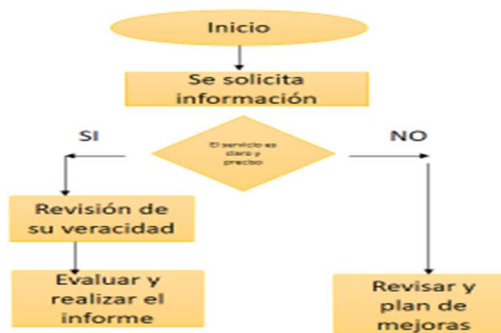 Inicio
Se solicita
información
SI
El servicio es
claro y
preciso
NO
Revisión de
su veracidad
Evaluar y
realizar el
informe
Revisar y
plan de
mejoras